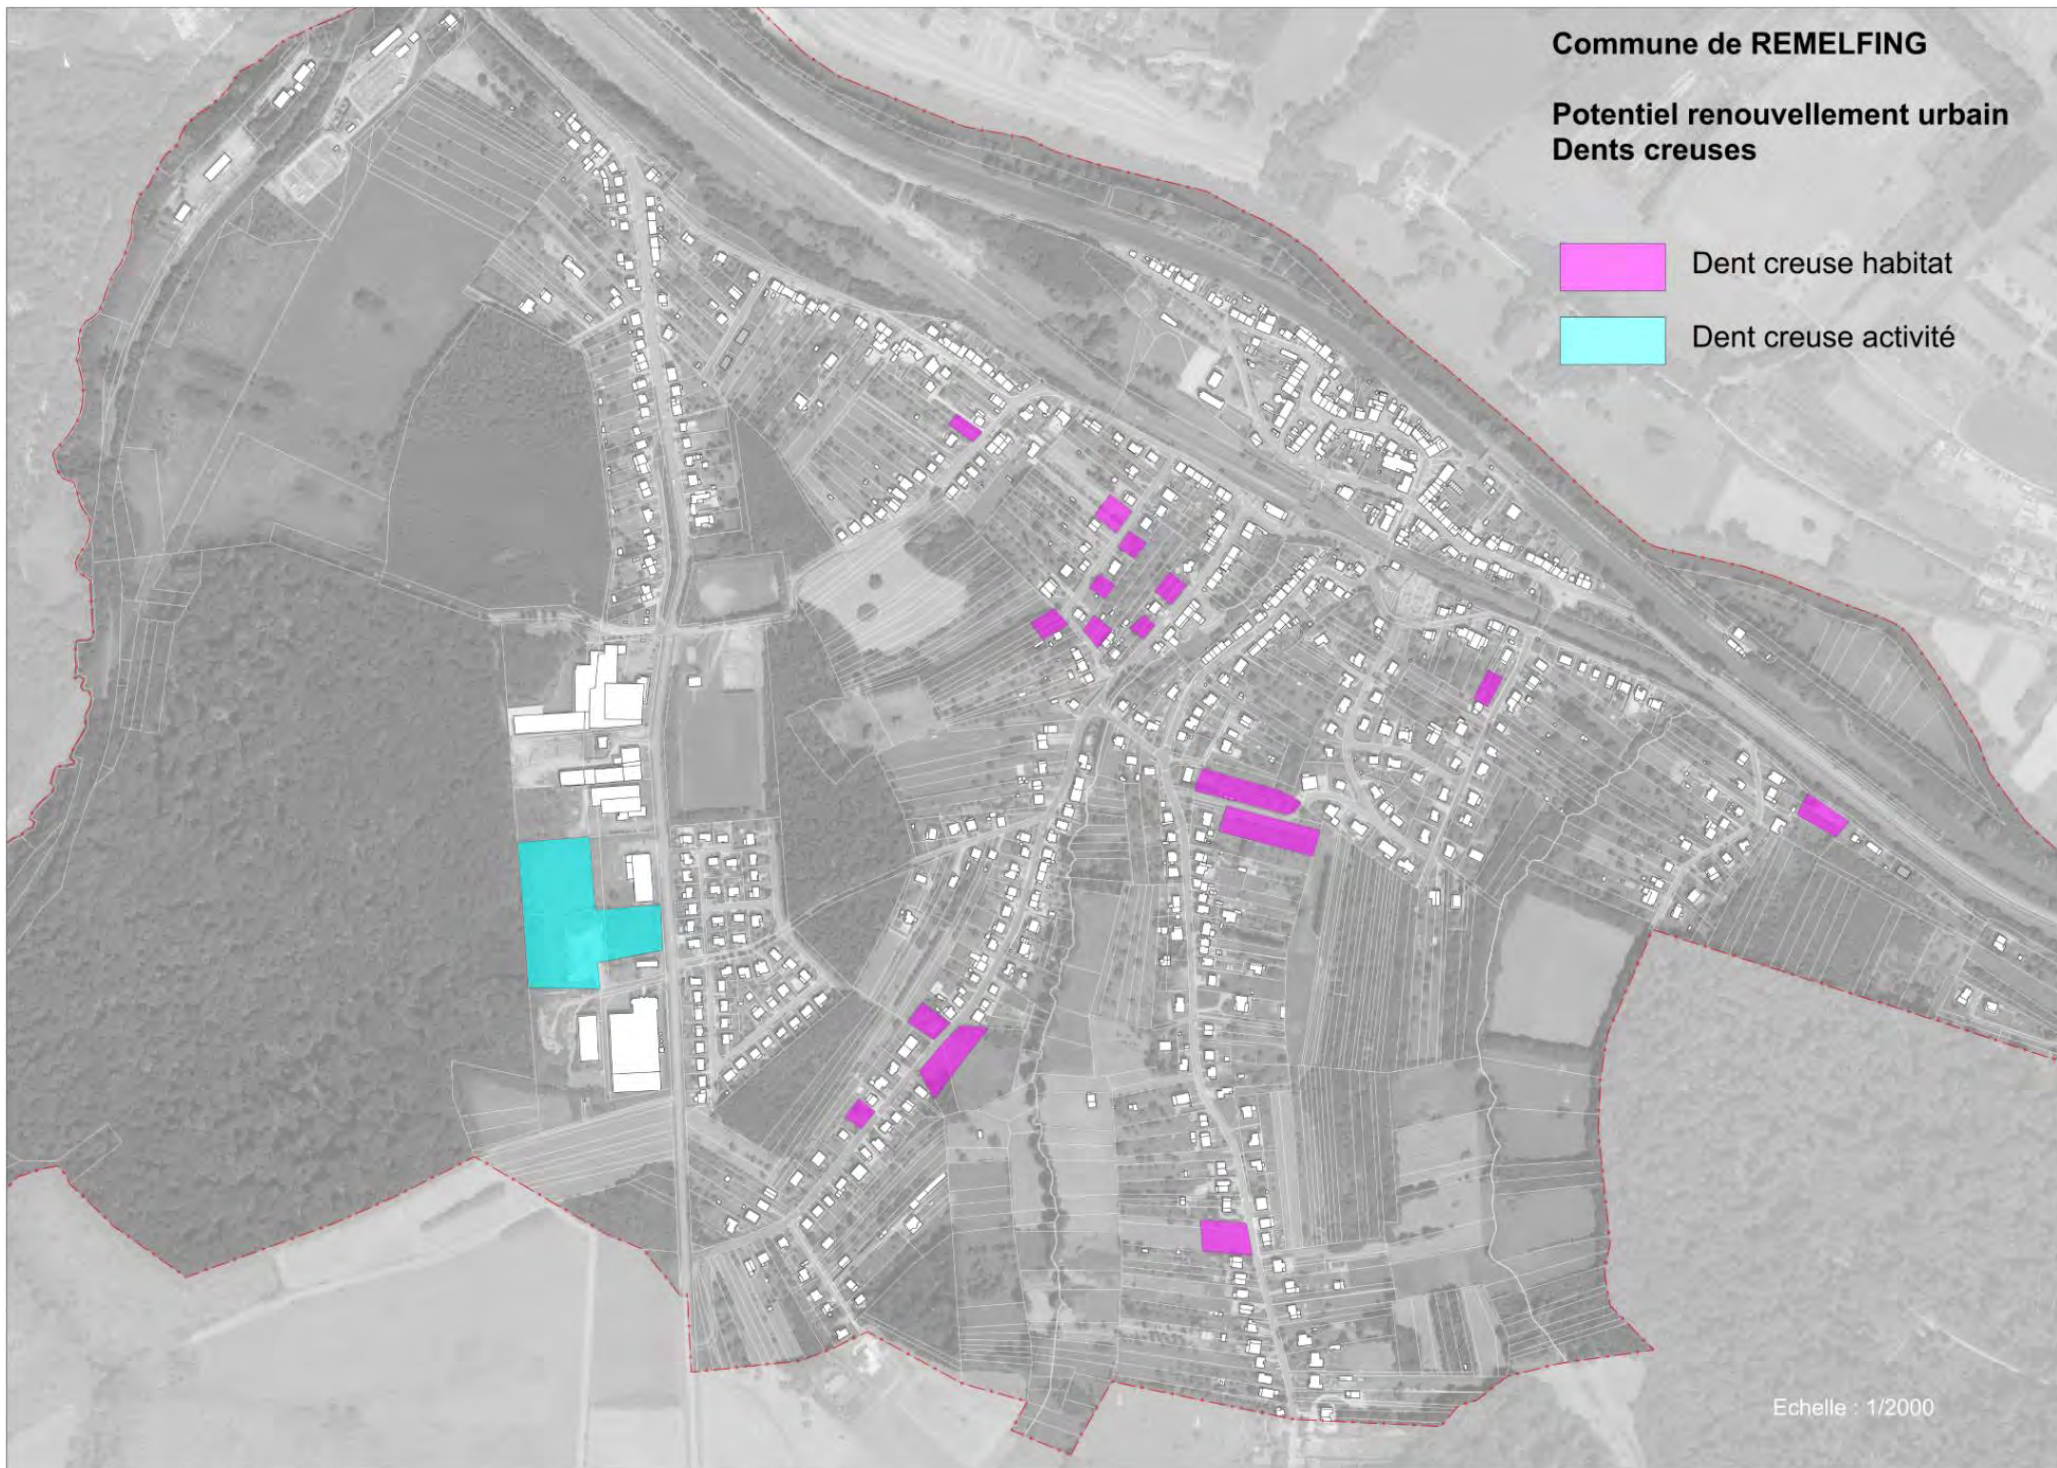 Commune de REMELFING
Potentiel renouvellement urbain
Dents creuses
Dent creuse habitat
Dent creuse activité
Echelle : 1/2000